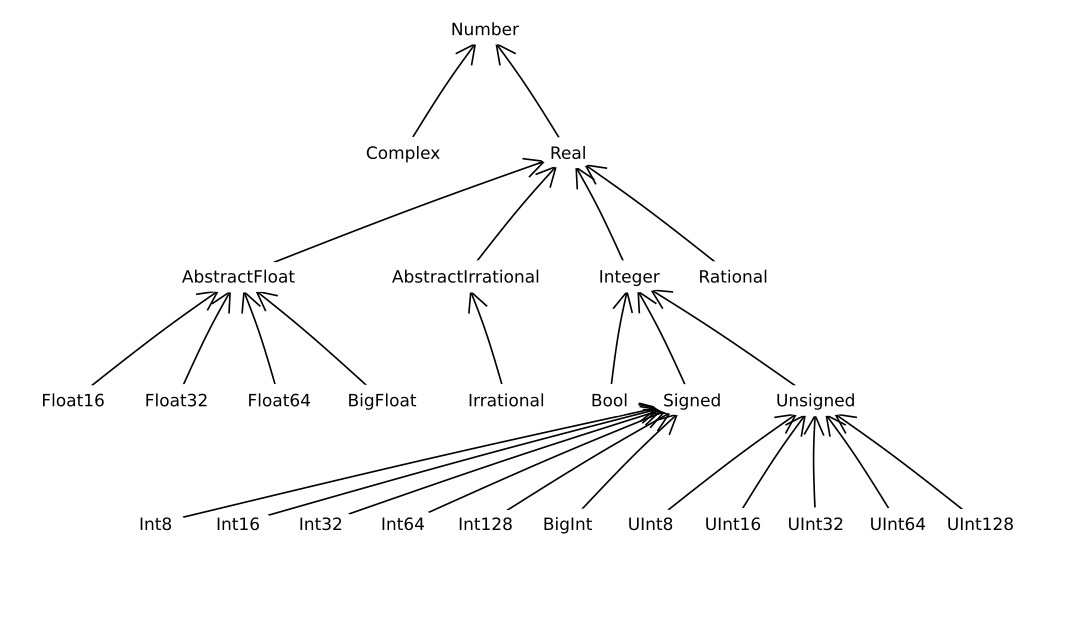 Number
Complex Real
AbstractFloat AbstractIrrational Integer Rational
Float16 Float32 Float64 BigFloat Irrational Bool Signed Unsigned
Int8 Int16 Int32 Int64 Int128 BigInt UInt8 UInt16 UInt32 UInt64 UInt128